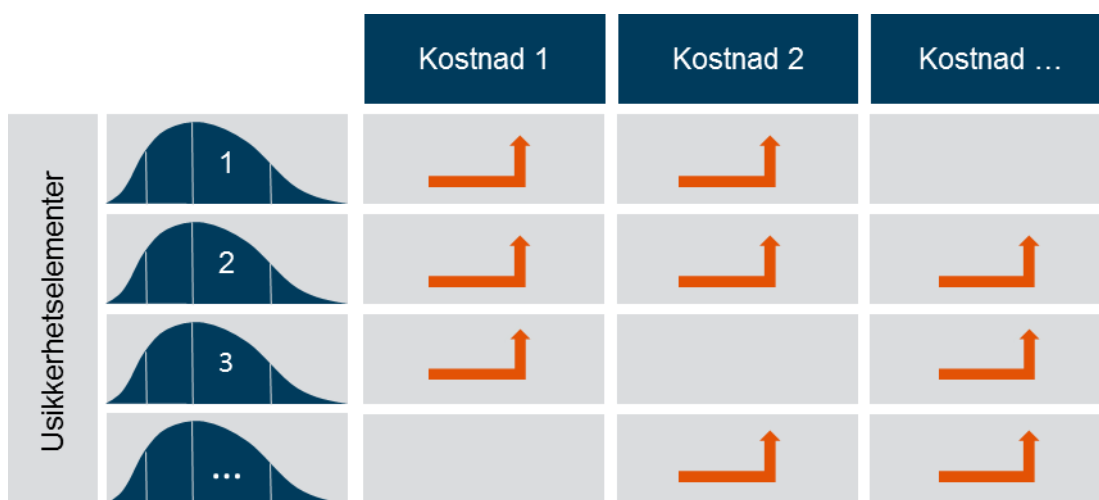 Kostnad 1
Kostnad 2
Kostnad ...
Usikkerhetselementer
1
2
3
...